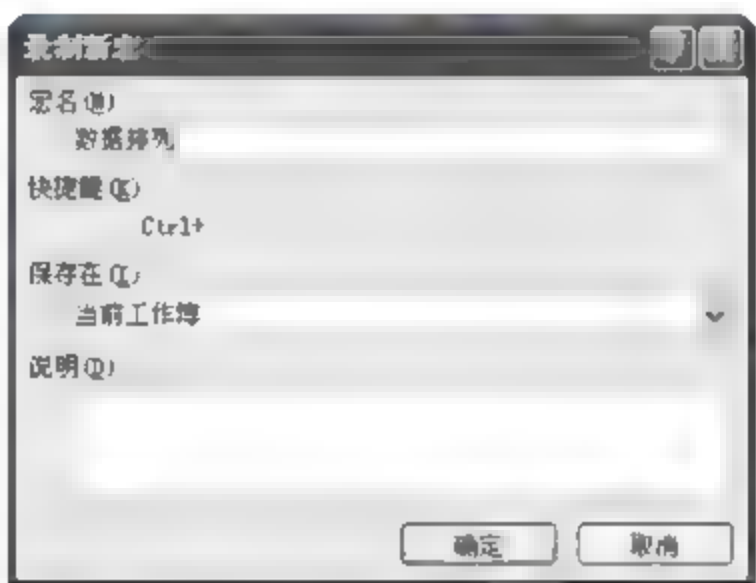 录制新宏
宏名(M)
数据排列
快捷键(K)
Ctrl+
保存在(I)
当前工作簿
说明(D)
确定
取消